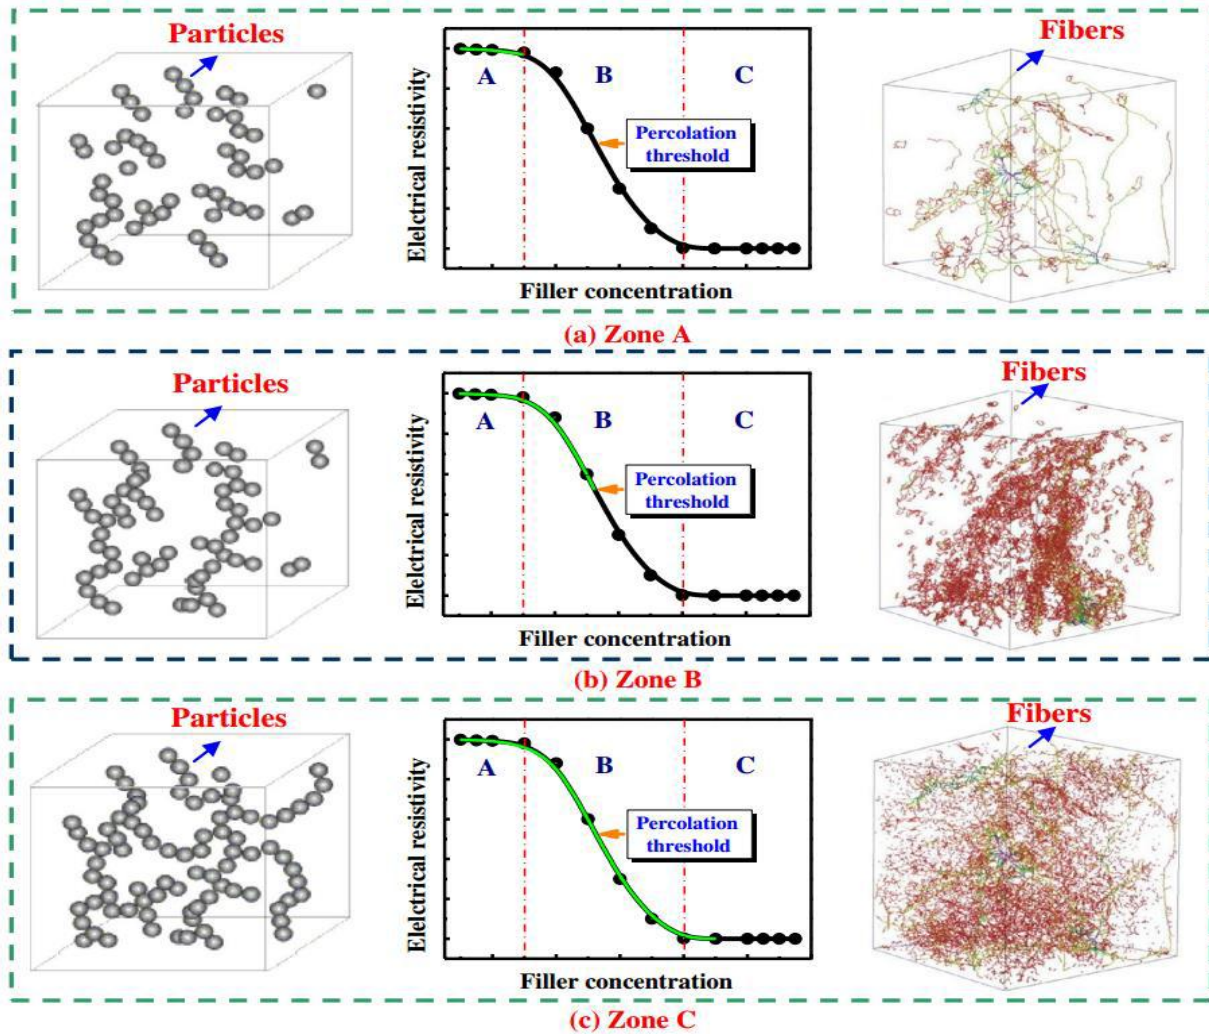 Particles
Elelctrical resistivity
A
B
C
Percolation
threshold
Filler concentration
Fibers
(a) Zone A
Particles
Elelctrical resistivity
A
B
C
Percolation
threshold
Filler concentration
Fibers
(b) Zone B
Particles
Elelctrical resistivity
A
B
C
Percolation
threshold
Filler concentration
Fibers
(c) Zone C